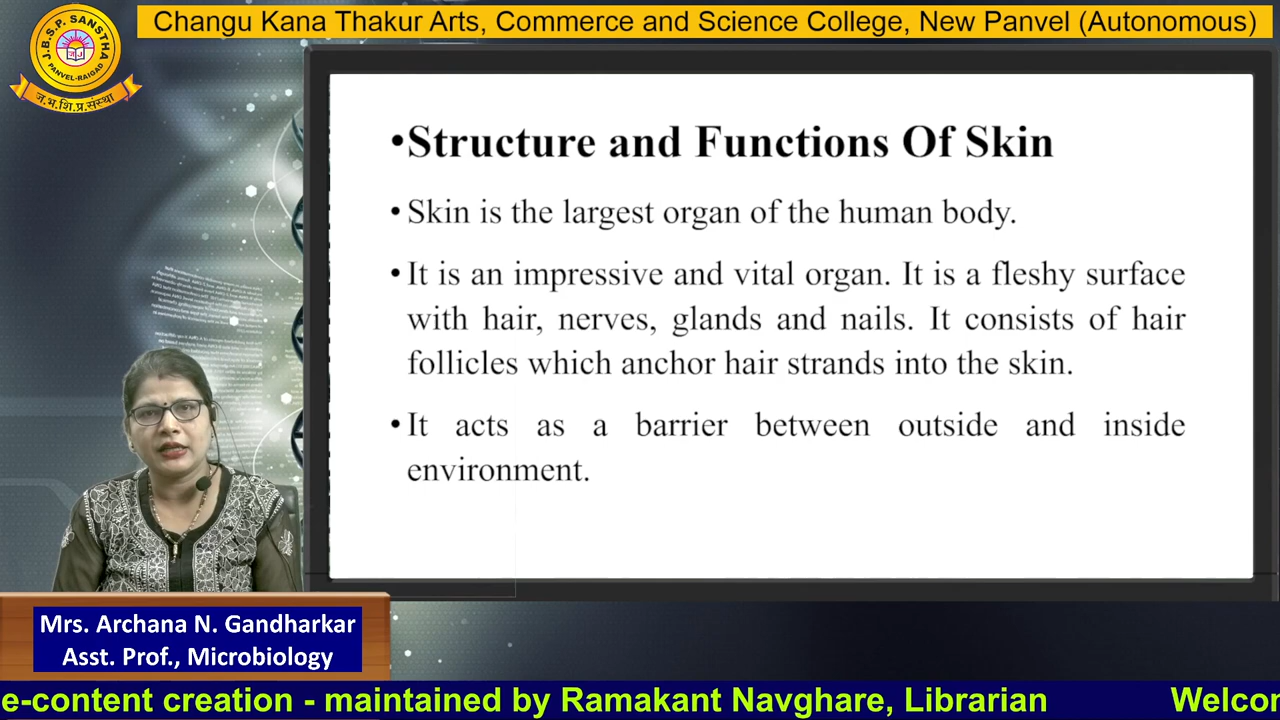 Changu Kana Thakur Arts, Commerce and Science College, New Panvel (Autonomous)
J.B.S.P. SANSTHA
PANVEL-RAIGAD
ज.भ.शि.प्र.संस्था
•Structure and Functions Of Skin
• Skin is the largest organ of the human body.
• It is an impressive and vital organ. It is a fleshy surface
with hair, nerves, glands and nails. It consists of hair
follicles which anchor hair strands into the skin.
• It acts as a barrier between outside and inside
environment.
Mrs. Archana N. Gandharkar
Asst. Prof., Microbiology
e-content creation - maintained by Ramakant Navghare, Librarian Welcon